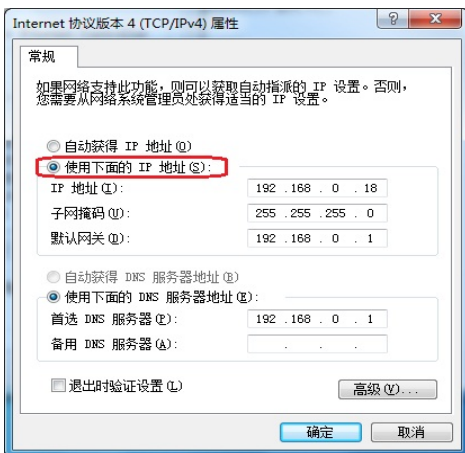 Internet 协议版本 4 (TCP/IPv4) 属性
常规
如果网络支持此功能，则可以获取自动指派的 IP 设置。否则，
您需要从网络系统管理员处获得适当的 IP 设置。
自动获得 IP 地址(O)
使用下面的 IP 地址(S):
IP 地址(I): 192 .168 . 0 . 18
子网掩码(U): 255 .255 .255 . 0
默认网关(D): 192 .168 . 0 . 1
自动获得 DNS 服务器地址(B)
使用下面的 DNS 服务器地址(E):
首选 DNS 服务器(P): 192 .168 . 0 . 1
备用 DNS 服务器(A): . . .
退出时验证设置(L)
高级(V)...
确定 取消